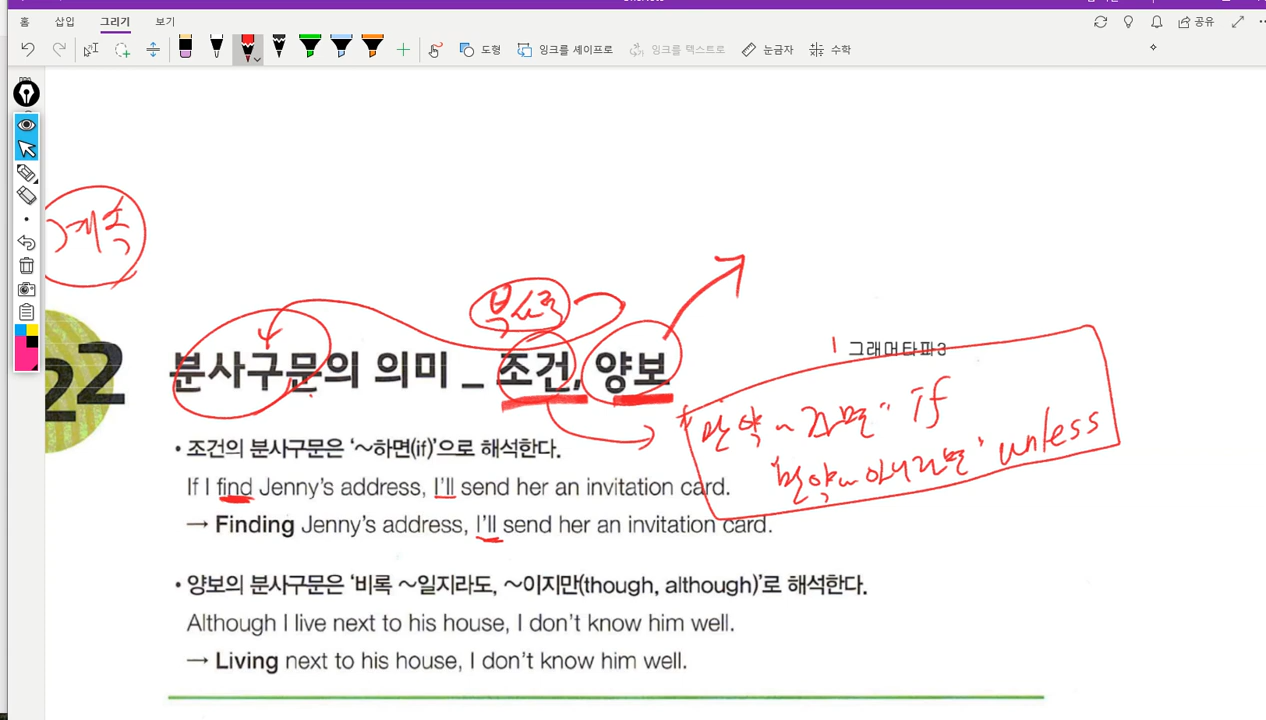 홈 삽입 그리기 보기
공유
도형 잉크를 셰이프로 잉크를 텍스트로 눈금자 수학
계속
부사구
22 분사구문의 의미 _ 조건, 양보
1 그래머타파3
만약 ~ 라면" if
"만약 ~ 아니라면" unless
• 조건의 분사구문은 '~하면(if)'으로 해석한다.
If I find Jenny's address, I'll send her an invitation card.
→ Finding Jenny's address, I'll send her an invitation card.
• 양보의 분사구문은 '비록 ~일지라도, ~이지만(though, although)'로 해석한다.
Although I live next to his house, I don't know him well.
→ Living next to his house, I don't know him well.